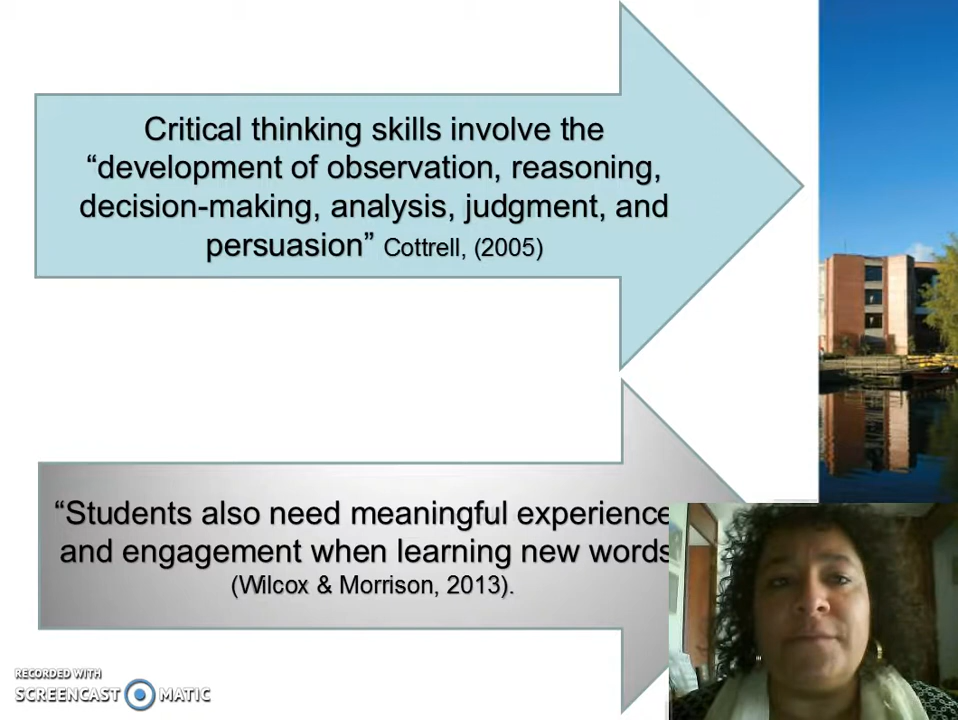 Critical thinking skills involve the
“development of observation, reasoning,
decision-making, analysis, judgment, and
persuasion” Cottrell, (2005)
“Students also need meaningful experience
and engagement when learning new words
(Wilcox & Morrison, 2013).
RECORDED WITH
SCREENCAST MATIC